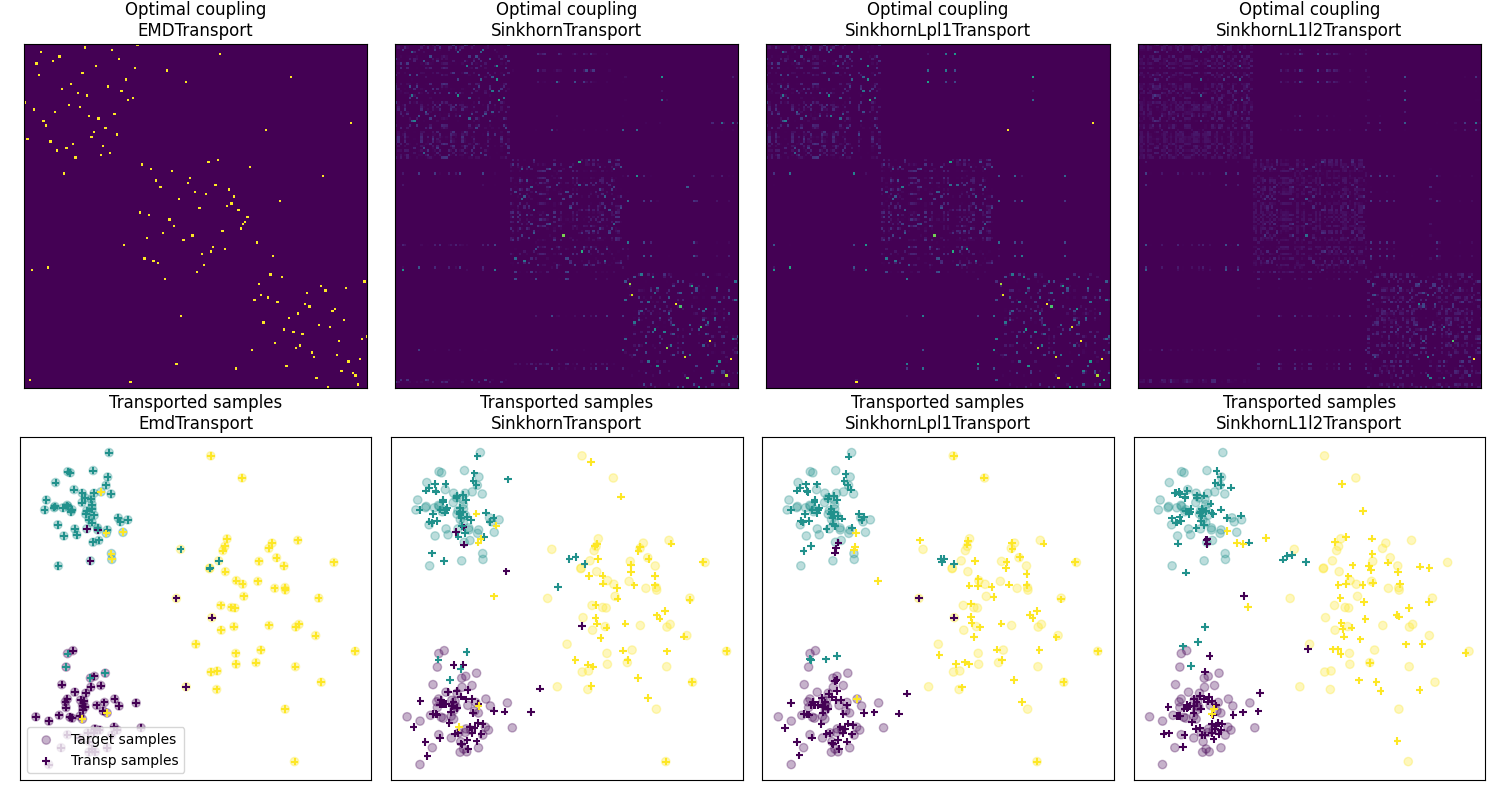 Optimal coupling
EMDTransport
Optimal coupling
SinkhornTransport
Optimal coupling
SinkhornLpl1Transport
Optimal coupling
SinkhornL1l2Transport
Transported samples
EmdTransport
Transported samples
SinkhornTransport
Transported samples
SinkhornLpl1Transport
Transported samples
SinkhornL1l2Transport
Target samples
Transp samples